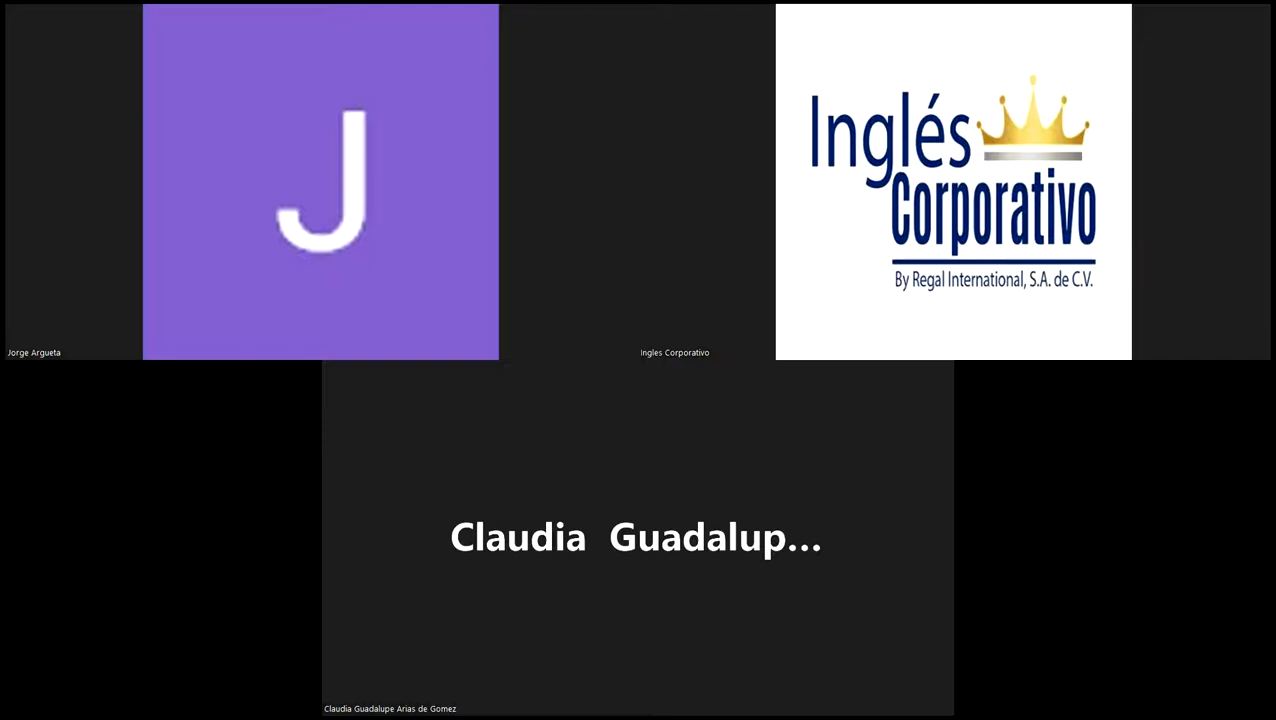 J
Inglés
Corporativo
By Regal International, S.A. de C.V.
Jorge Argueta
Ingles Corporativo
Claudia Guadalup...
Claudia Guadalupe Arias de Gomez